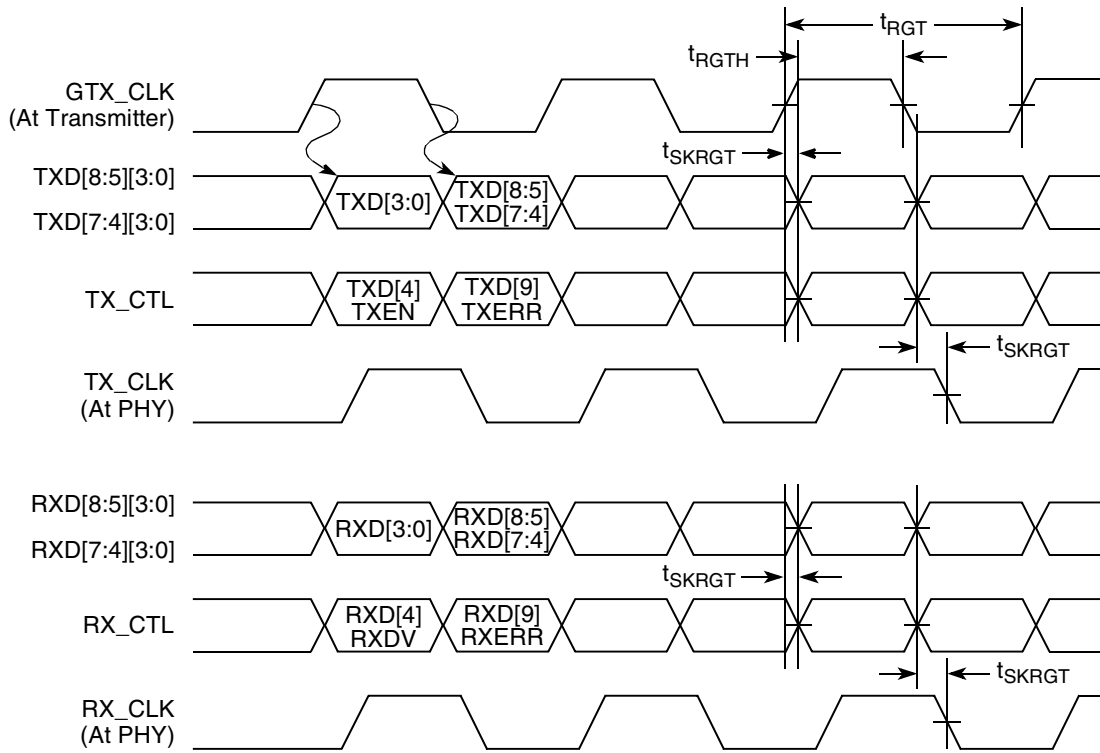 tRGT
tRGTH
GTX_CLK
(At Transmitter)
tSKRGT
TXD[8:5][3:0]
TXD[7:4][3:0]
TXD[3:0]
TXD[8:5]
TXD[7:4]
TX_CTL
TXD[4]
TXEN
TXD[9]
TXERR
tSKRGT
TX_CLK
(At PHY)
RXD[8:5][3:0]
RXD[7:4][3:0]
RXD[3:0]
RXD[8:5]
RXD[7:4]
tSKRGT
RX_CTL
RXD[4]
RXDV
RXD[9]
RXERR
tSKRGT
RX_CLK
(At PHY)